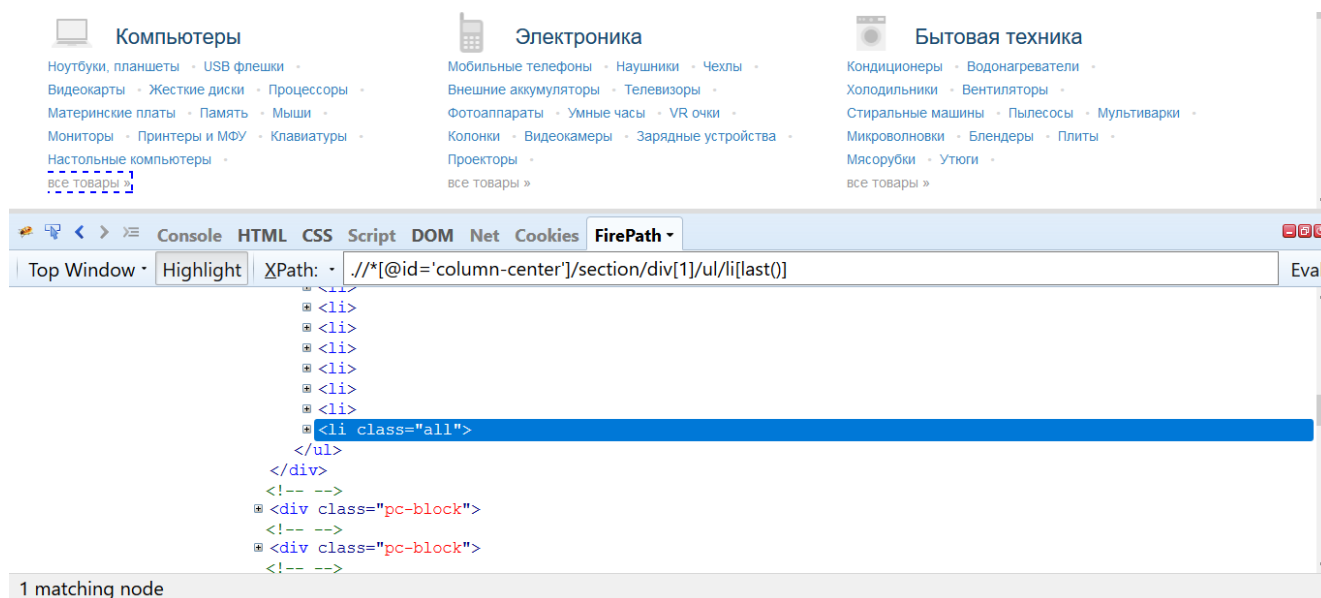 Компьютеры
Ноутбуки, планшеты · USB флешки ·
Видеокарты · Жесткие диски · Процессоры ·
Материнские платы · Память · Мыши ·
Мониторы · Принтеры и МФУ · Клавиатуры ·
Настольные компьютеры ·
все товары »
Электроника
Мобильные телефоны · Наушники · Чехлы ·
Внешние аккумуляторы · Телевизоры ·
Фотоаппараты · Умные часы · VR очки ·
Колонки · Видеокамеры · Зарядные устройства ·
Проекторы ·
все товары »
Бытовая техника
Кондиционеры · Водонагреватели ·
Холодильники · Вентиляторы ·
Стиральные машины · Пылесосы · Мультиварки ·
Микроволновки · Блендеры · Плиты ·
Мясорубки · Утюги ·
все товары »
Console HTML CSS Script DOM Net Cookies FirePath
Top Window Highlight XPath: .//*[@id='column-center']/section/div[1]/ul/li[last()]
<li>
<li>
<li>
<li>
<li>
<li>
<li>
<li class="all">
</ul>
</div>
<!-- -->
<div class="pc-block">
<!-- -->
<div class="pc-block">
<!-- -->
1 matching node